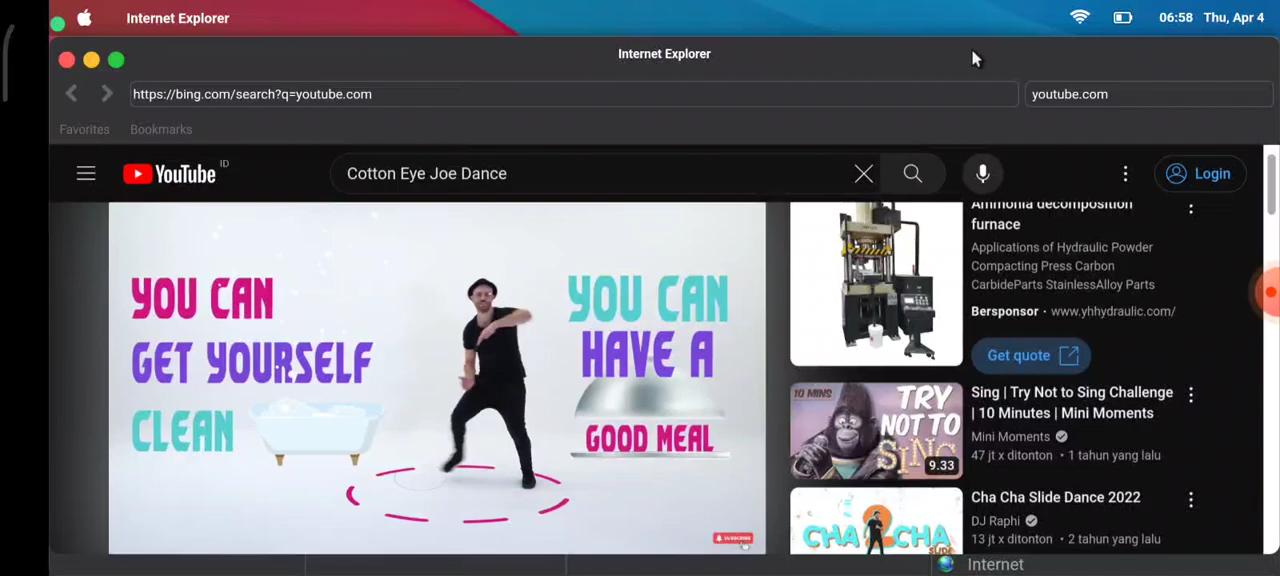 Internet Explorer
06:58 Thu, Apr 4
Internet Explorer
https://bing.com/search?q=youtube.com
youtube.com
Favorites Bookmarks
YouTube ID
Cotton Eye Joe Dance
Login
YOU CAN
GET YOURSELF
CLEAN
YOU CAN
HAVE A
GOOD MEAL
SUBSCRIBE
Ammonia decomposition
furnace
Applications of Hydraulic Powder
Compacting Press Carbon
CarbideParts StainlessAlloy Parts
Bersponsor · www.yhhydraulic.com/
Get quote
10 MINS
TRY
NOT TO
SING
9.33
Sing | Try Not to Sing Challenge
| 10 Minutes | Mini Moments
Mini Moments
47 jt x ditonton · 1 tahun yang lalu
CHA CHA
SLIDE
Cha Cha Slide Dance 2022
DJ Raphi
13 jt x ditonton · 2 tahun yang lalu
Internet